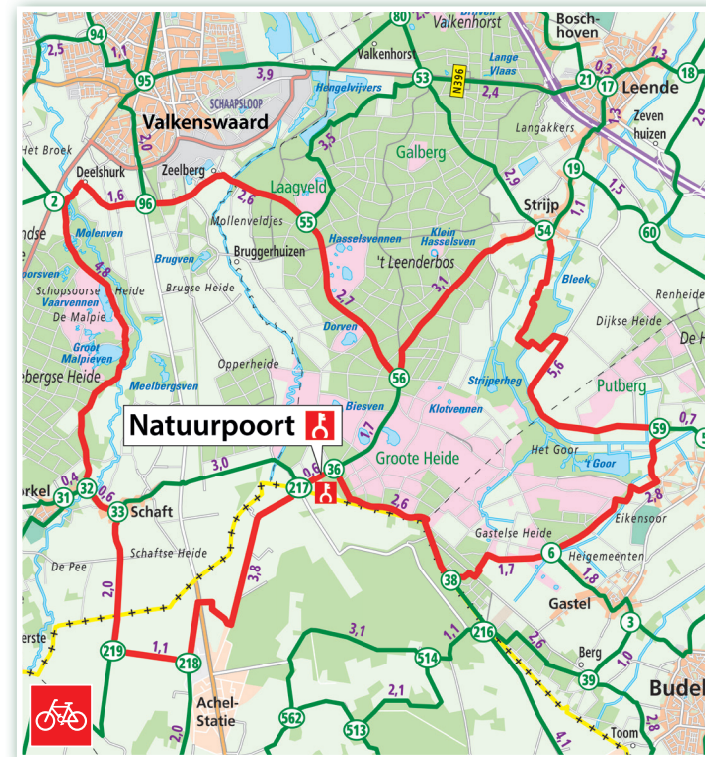 80
Drijven
Valkenhorst
Bosch-
hoven
94
2,5
1,1
Valkenhorst
Lange
Vlaas
0,3
1,3
95
3,9
53
N396
2,4
21
17
18
Leende
Hengelvijvers
SCHAAPSLOOP
Valkenswaard
2,0
1,3
Zeven
huizen
2,9
Langakkers
Het Broek
3,5
Galberg
Zeelberg
Deelshurk
19
2
1,6
96
2,6
Laagveld
2,9
1,5
Strijp
1,1
Molenven
Mollenveldjes
55
54
60
Hasselsvennen
Klein
Hasselsven
Brugven
Bruggerhuizen
't Leenderbos
4,8
3,1
Bleek
Schopsoorse Heide
Vaarvennen
Brugse Heide
2,7
Renheide
De Malpie
Dijkse Heide
Dorven
Groot
Malpieven
5,6
Opperheide
Meelbergsven
56
Strijperheg
Putberg
Biesven
Klotvennen
Natuurpoort
59
0,7
1,7
Het Goor
't Goor
Groote Heide
3,0
0,6
36
0,4
31
32
0,6
217
2,6
2,8
33
Schaft
Eikensoor
Gastelse Heide
Schaftse Heide
6
Heigemeenten
De Pee
3,8
1,7
38
1,8
2,0
Gastel
3
3,1
1,1
216
2,6
219
1,1
218
514
Berg
1,0
39
Achel-
Statie
2,1
Budel
2,0
562
513
2,8
Toom
4,1